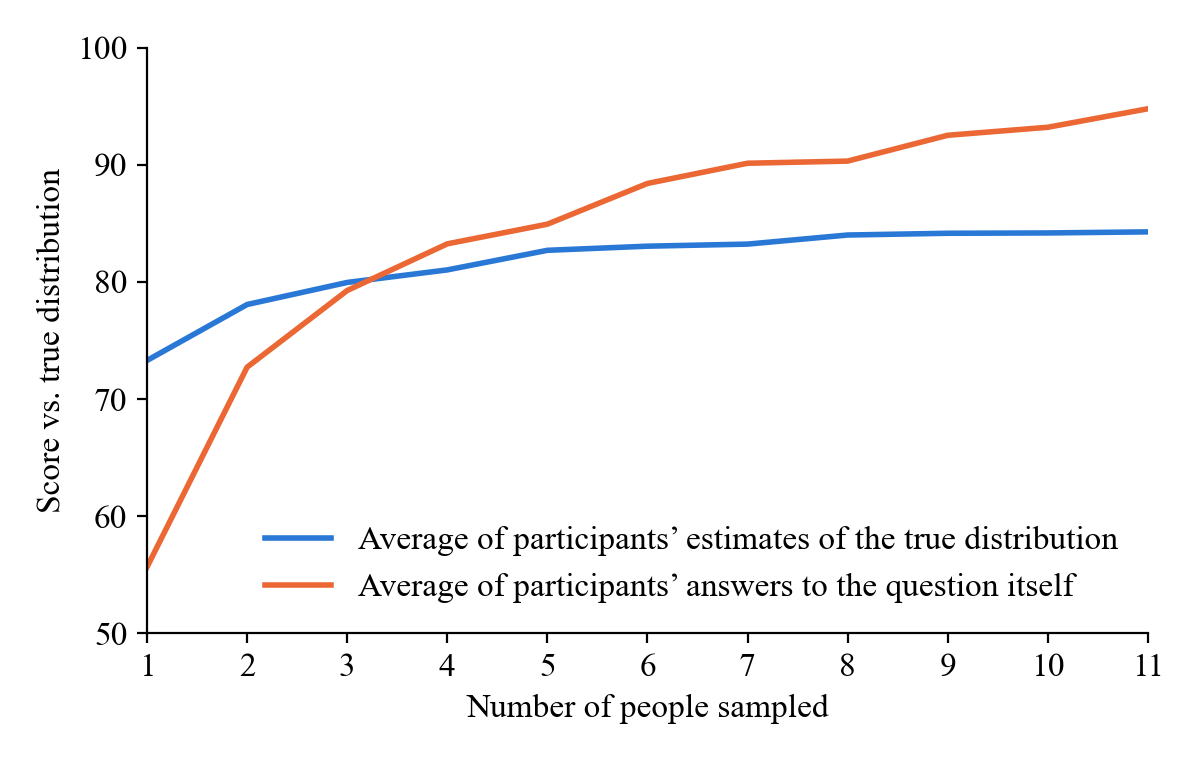 100
90
80
70
60
50
Score vs. true distribution
Average of participants’ estimates of the true distribution
Average of participants’ answers to the question itself
1 2 3 4 5 6 7 8 9 10 11
Number of people sampled